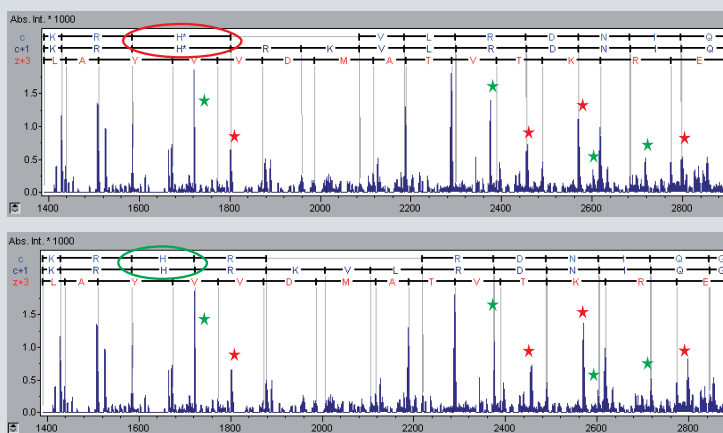 Abs. Int. * 1000
c K R H* V L R D N I Q
c+1 K R H* R K V L R D N I Q
z+3 L A Y V V D M A T V T K R E
1.5
1.0
0.5
0.0
1400 1600 1800 2000 2200 2400 2600 2800
Abs. Int. * 1000
c K R H R R D N I Q G
c+1 K R H R K V L R D N I Q G
z+3 L A Y V V D M A T V T K R E
1.5
1.0
0.5
0.0
1400 1600 1800 2000 2200 2400 2600 2800